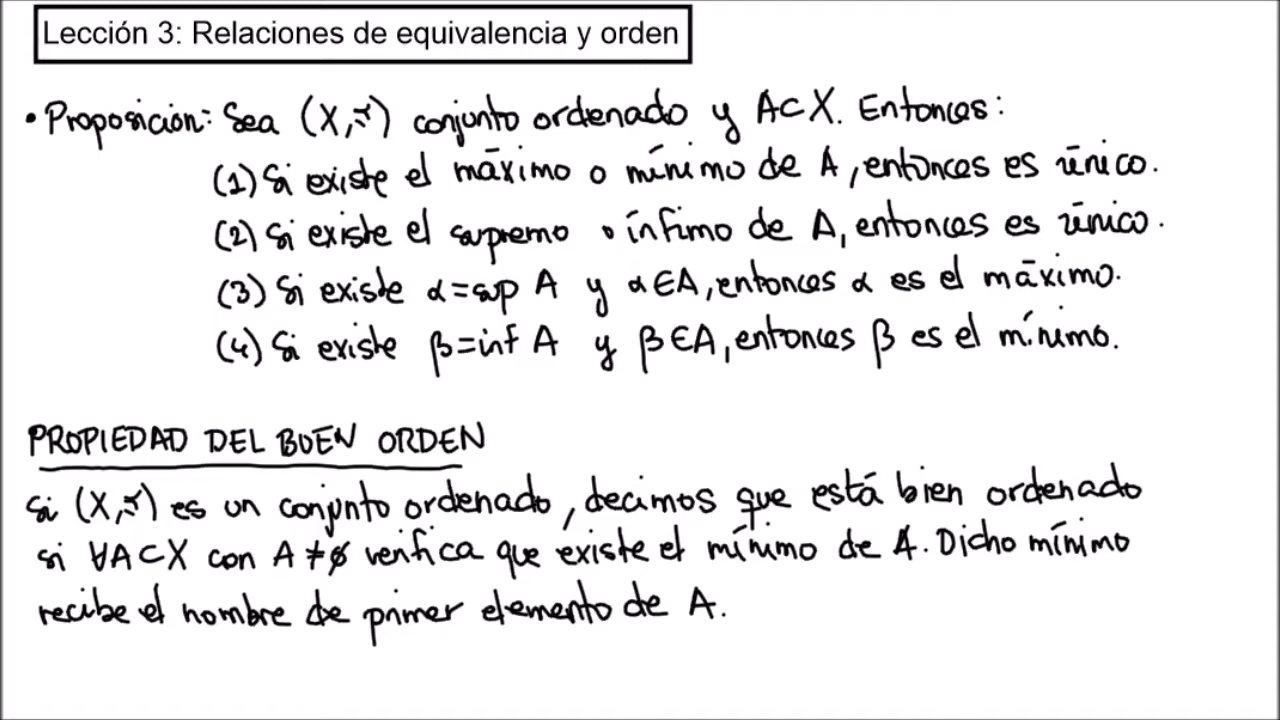 Lección 3: Relaciones de equivalencia y orden
• Proposición: Sea (X,≼) conjunto ordenado y A⊂X. Entonces:
(1) Si existe el máximo o mínimo de A, entonces es único.
(2) Si existe el supremo o ínfimo de A, entonces es único.
(3) Si existe α=sup A y α∈A, entonces α es el máximo.
(4) Si existe β=inf A y β∈A, entonces β es el mínimo.
PROPIEDAD DEL BUEN ORDEN
Si (X,≼) es un conjunto ordenado, decimos que está bien ordenado
si ∀A⊂X con A≠∅ verifica que existe el mínimo de A. Dicho mínimo
recibe el nombre de primer elemento de A.